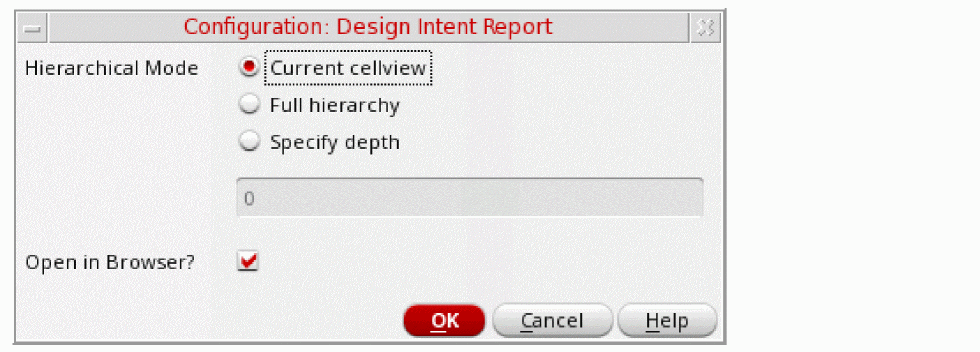 Configuration: Design Intent Report
Hierarchical Mode
Current cellview
Full hierarchy
Specify depth
0
Open in Browser?
OK
Cancel
Help